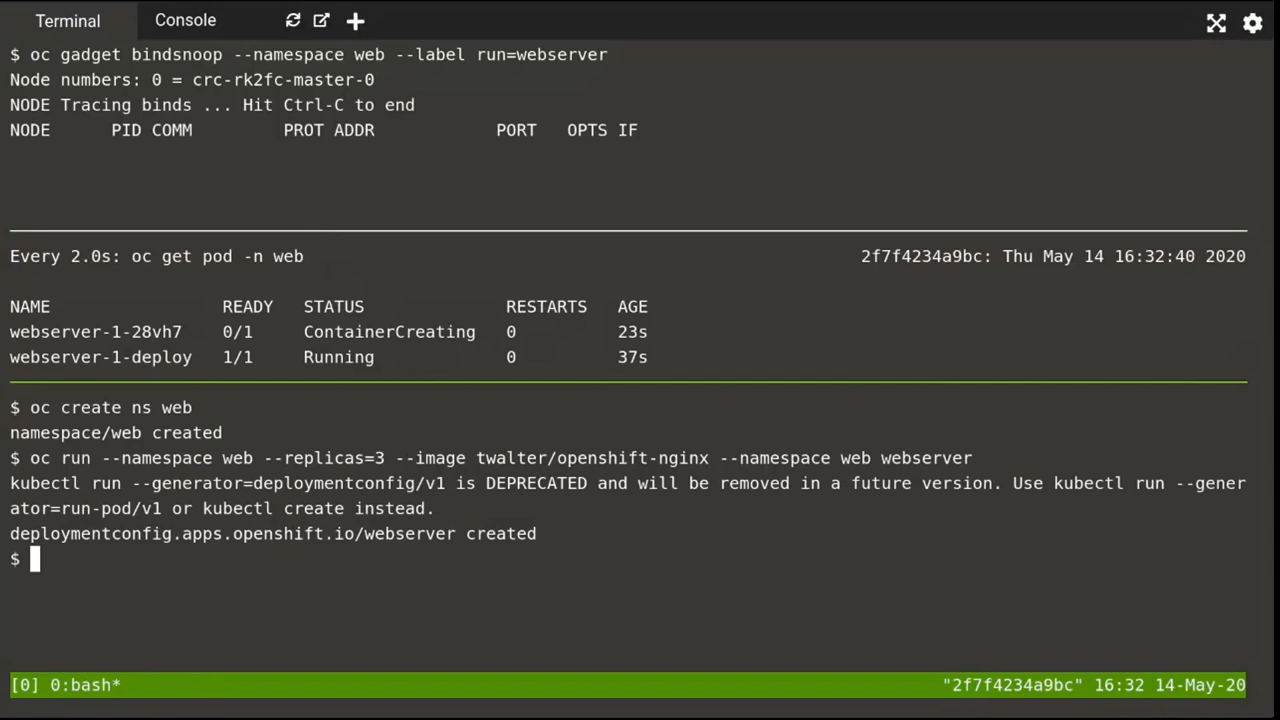 Terminal Console
$ oc gadget bindsnoop --namespace web --label run=webserver
Node numbers: 0 = crc-rk2fc-master-0
NODE Tracing binds ... Hit Ctrl-C to end
NODE PID COMM PROT ADDR PORT OPTS IF
Every 2.0s: oc get pod -n web 2f7f4234a9bc: Thu May 14 16:32:40 2020
NAME READY STATUS RESTARTS AGE
webserver-1-28vh7 0/1 ContainerCreating 0 23s
webserver-1-deploy 1/1 Running 0 37s
$ oc create ns web
namespace/web created
$ oc run --namespace web --replicas=3 --image twalter/openshift-nginx --namespace web webserver
kubectl run --generator=deploymentconfig/v1 is DEPRECATED and will be removed in a future version. Use kubectl run --gener
ator=run-pod/v1 or kubectl create instead.
deploymentconfig.apps.openshift.io/webserver created
$
[0] 0:bash* "2f7f4234a9bc" 16:32 14-May-20